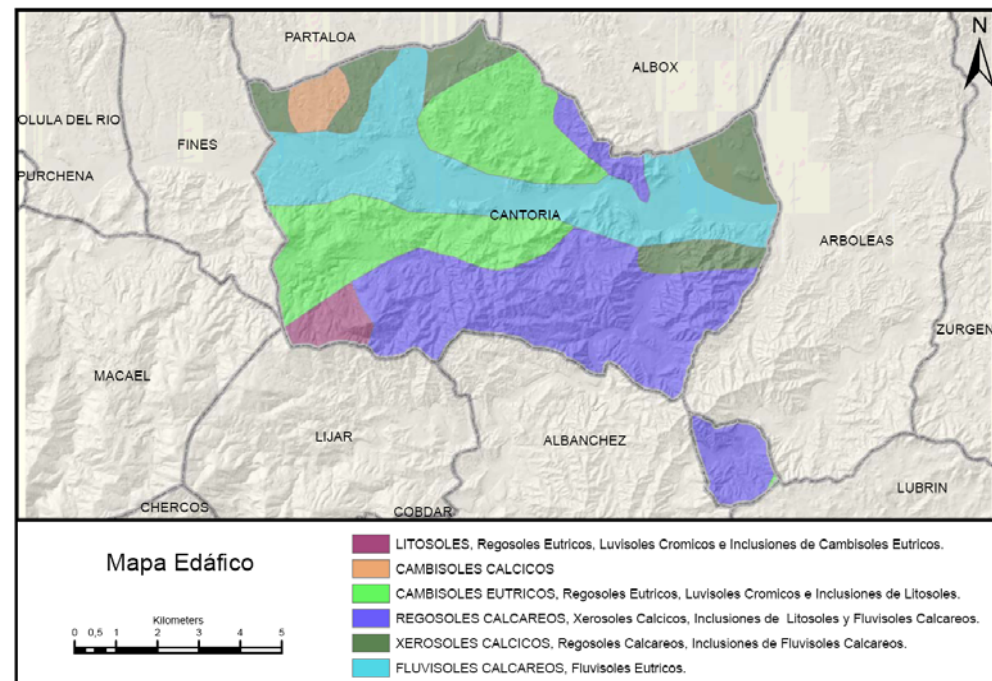 N
PARTALOA
ALBOX
OLULA DEL RIO
FINES
PURCHENA
CANTORIA
ARBOLEAS
ZURGEN
MACAEL
LIJAR
ALBANCHEZ
LUBRIN
CHERCOS
COBDAR
Mapa Edáfico
Kilometers
0 0,5 1 2 3 4 5
LITOSOLES, Regosoles Eutricos, Luvisoles Cromicos e Inclusiones de Cambisoles Eutricos.
CAMBISOLES CALCICOS
CAMBISOLES EUTRICOS, Regosoles Eutricos, Luvisoles Cromicos e Inclusiones de Litosoles.
REGOSOLES CALCAREOS, Xerosoles Calcicos, Inclusiones de Litosoles y Fluvisoles Calcareos.
XEROSOLES CALCICOS, Regosoles Calcareos, Inclusiones de Fluvisoles Calcareos.
FLUVISOLES CALCAREOS, Fluvisoles Eutricos.